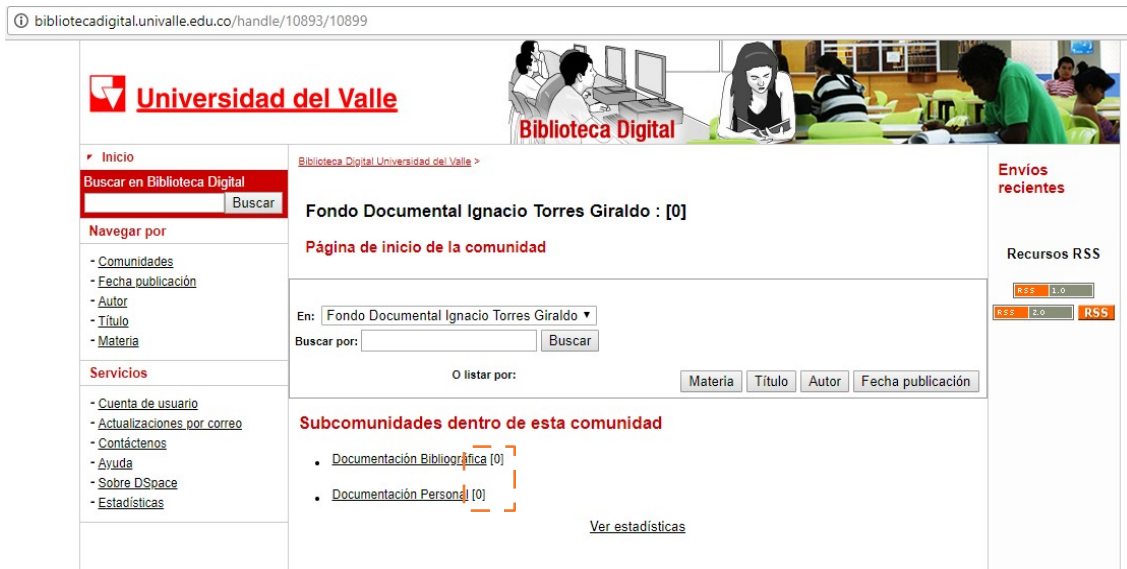 bibliotecadigital.univalle.edu.co/handle/10893/10899
Universidad del Valle
Biblioteca Digital
Inicio
Buscar en Biblioteca Digital
Buscar
Navegar por
- Comunidades
- Fecha publicación
- Autor
- Título
- Materia
Servicios
- Cuenta de usuario
- Actualizaciones por correo
- Contáctenos
- Ayuda
- Sobre DSpace
- Estadísticas
Biblioteca Digital Universidad del Valle >
Fondo Documental Ignacio Torres Giraldo : [0]
Página de inicio de la comunidad
En: Fondo Documental Ignacio Torres Giraldo
Buscar por: Buscar
O listar por: Materia Título Autor Fecha publicación
Subcomunidades dentro de esta comunidad
• Documentación Bibliográfica [0]
• Documentación Personal [0]
Ver estadísticas
Envíos
recientes
Recursos RSS
RSS 1.0
RSS 2.0 RSS